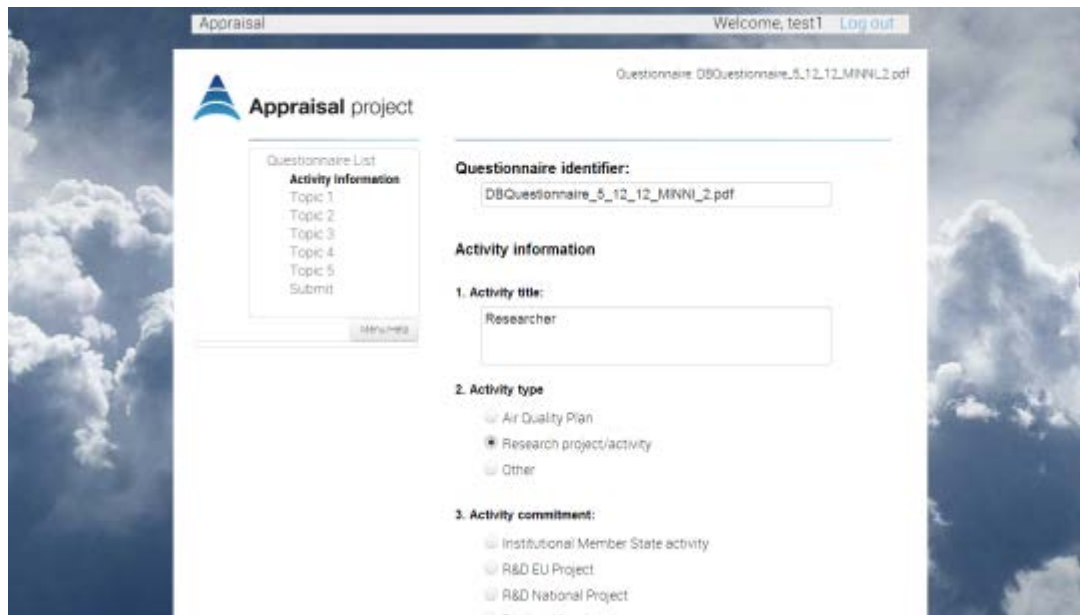 Appraisal
Welcome, test1 Log out
Questionnaire: DBQuestionnaire_5_12_12_MINNI_2.pdf
Appraisal project
Questionnaire List
Activity Information
Topic 1
Topic 2
Topic 3
Topic 4
Topic 5
Submit
Menu Help
Questionnaire identifier:
DBQuestionnaire_5_12_12_MINNI_2.pdf
Activity information
1. Activity title:
Researcher
2. Activity type
Air Quality Plan
Research project/activity
Other
3. Activity commitment:
Institutional Member State activity
R&D EU Project
R&D National Project